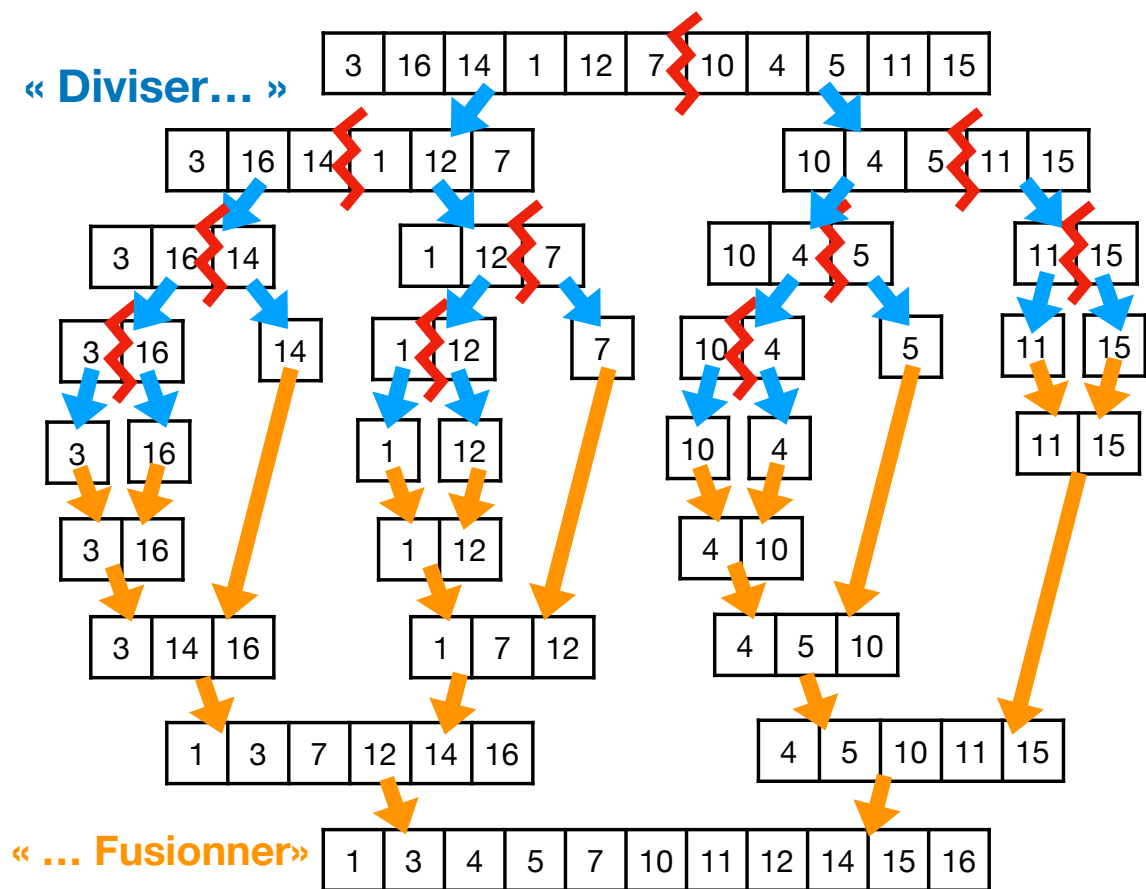 3 16 14 1 12 7 10 4 5 11 15
« Diviser… »
3 16 14 1 12 7 10 4 5 11 15
3 16 14 1 12 7 10 4 5 11 15
3 16 14 1 12 7 10 4 5 11 15
3 16 1 12 10 4 11 15
3 16 1 12 4 10
3 14 16 1 7 12 4 5 10
1 3 7 12 14 16 4 5 10 11 15
« … Fusionner»
1 3 4 5 7 10 11 12 14 15 16